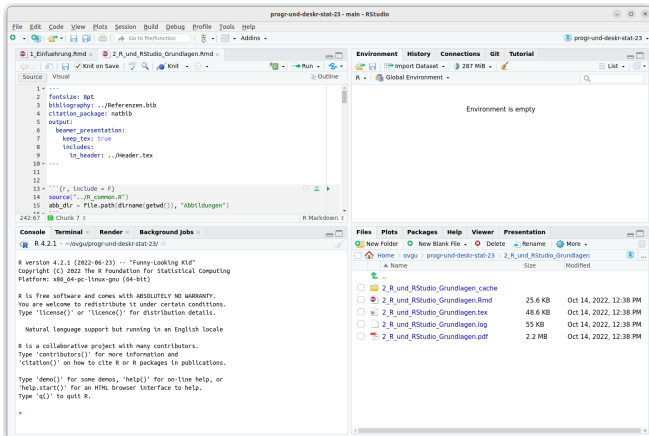 progr-und-deskr-stat-23 - main - RStudio
File Edit Code View Plots Session Build Debug Profile Tools Help
Go to file/function
Addins
progr-und-deskr-stat-23
1_Einfuehrung.Rmd
2_R_und_RStudio_Grundlagen.Rmd
Knit on Save
Knit
Run
Source Visual
Outline
1 ---
2 fontsize: 8pt
3 bibliography: ../Referenzen.bib
4 citation_package: natbib
5 output:
6 beamer_presentation:
7 keep_tex: true
8 includes:
9 in_header: ../Header.tex
10 ---
11
12
13 ```{r, include = F}
14 source("../R_common.R")
15 abb_dir = file.path(dirname(getwd()), "Abbildungen")
16 ```
242:67 Chunk 7 R Markdown
Console Terminal Render Background Jobs
R 4.2.1 · ~/ovgu/progr-und-deskr-stat-23/
R version 4.2.1 (2022-06-23) -- "Funny-Looking Kid"
Copyright (C) 2022 The R Foundation for Statistical Computing
Platform: x86_64-pc-linux-gnu (64-bit)
R is free software and comes with ABSOLUTELY NO WARRANTY.
You are welcome to redistribute it under certain conditions.
Type 'license()' or 'licence()' for distribution details.
Natural language support but running in an English locale
R is a collaborative project with many contributors.
Type 'contributors()' for more information and
'citation()' on how to cite R or R packages in publications.
Type 'demo()' for some demos, 'help()' for on-line help, or
'help.start()' for an HTML browser interface to help.
Type 'q()' to quit R.
>
Environment History Connections Git Tutorial
Import Dataset 287 MiB List
R Global Environment
Environment is empty
Files Plots Packages Help Viewer Presentation
New Folder New Blank File Delete Rename More
Home ovgu progr-und-deskr-stat-23 2_R_und_RStudio_Grundlagen ...
Name Size Modified
..
2_R_und_RStudio_Grundlagen_cache
2_R_und_RStudio_Grundlagen.Rmd 25.6 KB Oct 14, 2022, 12:38 PM
2_R_und_RStudio_Grundlagen.tex 48.6 KB Oct 14, 2022, 12:38 PM
2_R_und_RStudio_Grundlagen.log 55 KB Oct 14, 2022, 12:38 PM
2_R_und_RStudio_Grundlagen.pdf 2.2 MB Oct 14, 2022, 12:38 PM